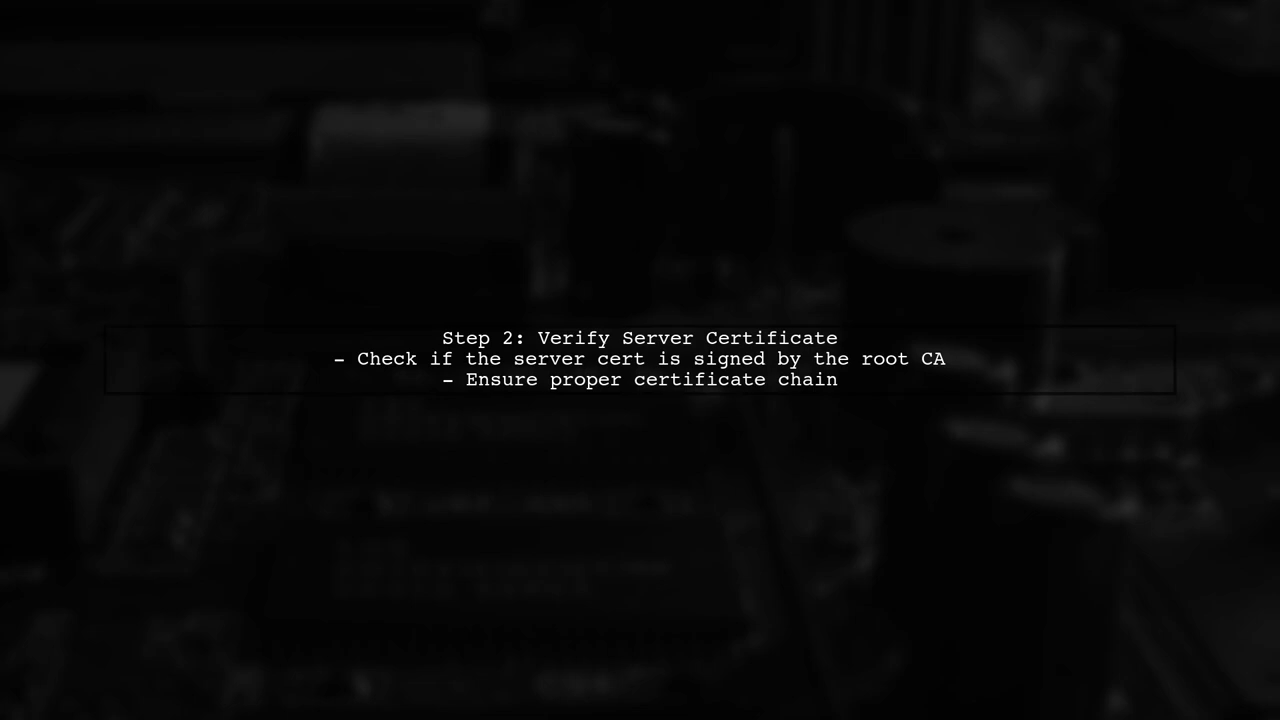 Step 2: Verify Server Certificate
- Check if the server cert is signed by the root CA
- Ensure proper certificate chain